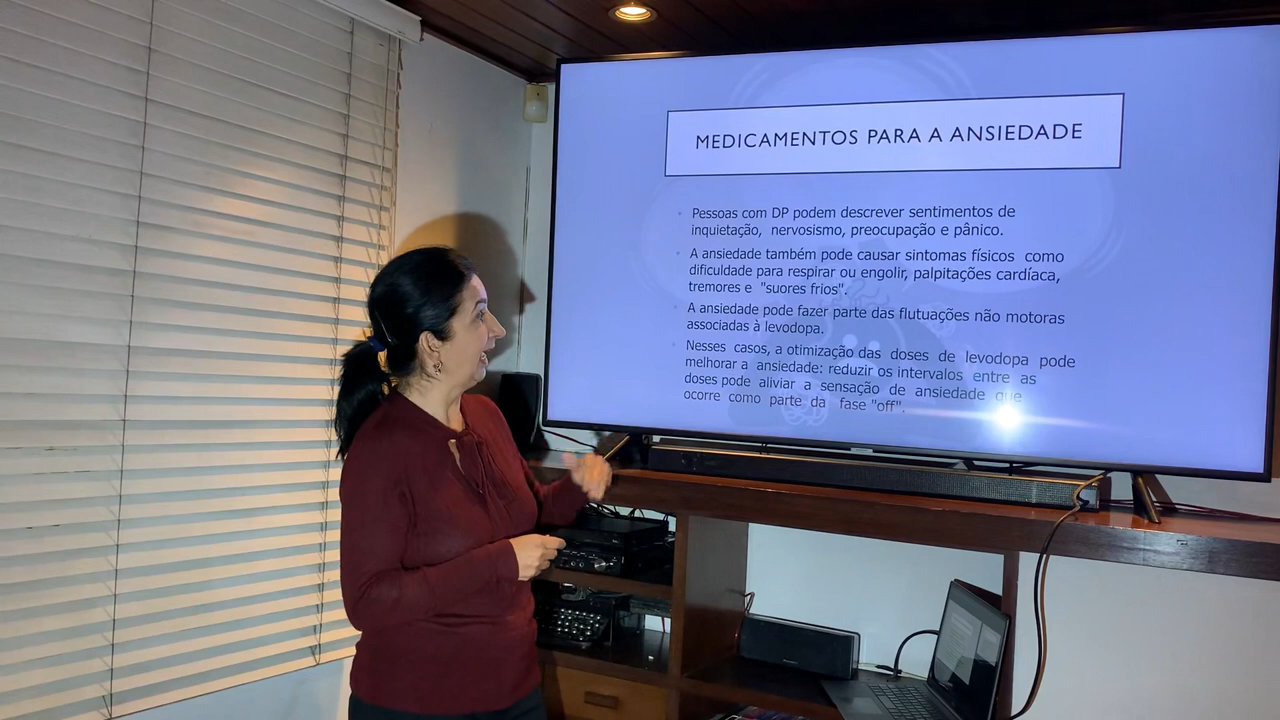 MEDICAMENTOS PARA A ANSIEDADE
Pessoas com DP podem descrever sentimentos de
inquietação, nervosismo, preocupação e pânico.
A ansiedade também pode causar sintomas físicos como
dificuldade para respirar ou engolir, palpitações cardíaca,
tremores e "suores frios".
A ansiedade pode fazer parte das flutuações não motoras
associadas à levodopa.
Nesses casos, a otimização das doses de levodopa pode
melhorar a ansiedade: reduzir os intervalos entre as
doses pode aliviar a sensação de ansiedade que
ocorre como parte da fase "off".